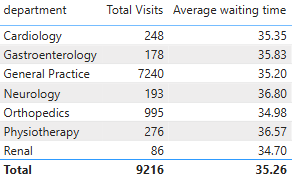 department Total Visits Average waiting time
Cardiology 248 35.35
Gastroenterology 178 35.83
General Practice 7240 35.20
Neurology 193 36.80
Orthopedics 995 34.98
Physiotherapy 276 36.57
Renal 86 34.70
Total 9216 35.26